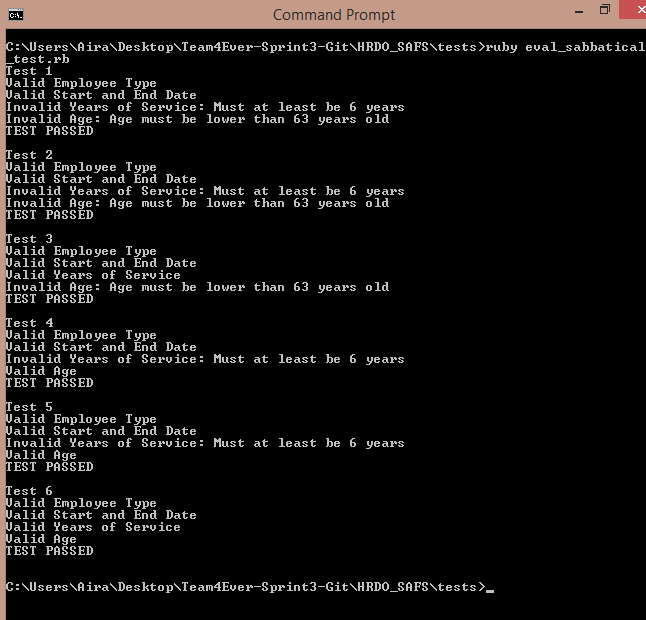 Command Prompt
C:\Users\Aira\Desktop\Team4Ever-Sprint3-Git\HRDO_SAFS\tests>ruby eval_sabbatical
_test.rb
Test 1
Valid Employee Type
Valid Start and End Date
Invalid Years of Service: Must at least be 6 years
Invalid Age: Age must be lower than 63 years old
TEST PASSED
Test 2
Valid Employee Type
Valid Start and End Date
Invalid Years of Service: Must at least be 6 years
Invalid Age: Age must be lower than 63 years old
TEST PASSED
Test 3
Valid Employee Type
Valid Start and End Date
Valid Years of Service
Invalid Age: Age must be lower than 63 years old
TEST PASSED
Test 4
Valid Employee Type
Valid Start and End Date
Invalid Years of Service: Must at least be 6 years
Valid Age
TEST PASSED
Test 5
Valid Employee Type
Valid Start and End Date
Invalid Years of Service: Must at least be 6 years
Valid Age
TEST PASSED
Test 6
Valid Employee Type
Valid Start and End Date
Valid Years of Service
Valid Age
TEST PASSED
C:\Users\Aira\Desktop\Team4Ever-Sprint3-Git\HRDO_SAFS\tests>_